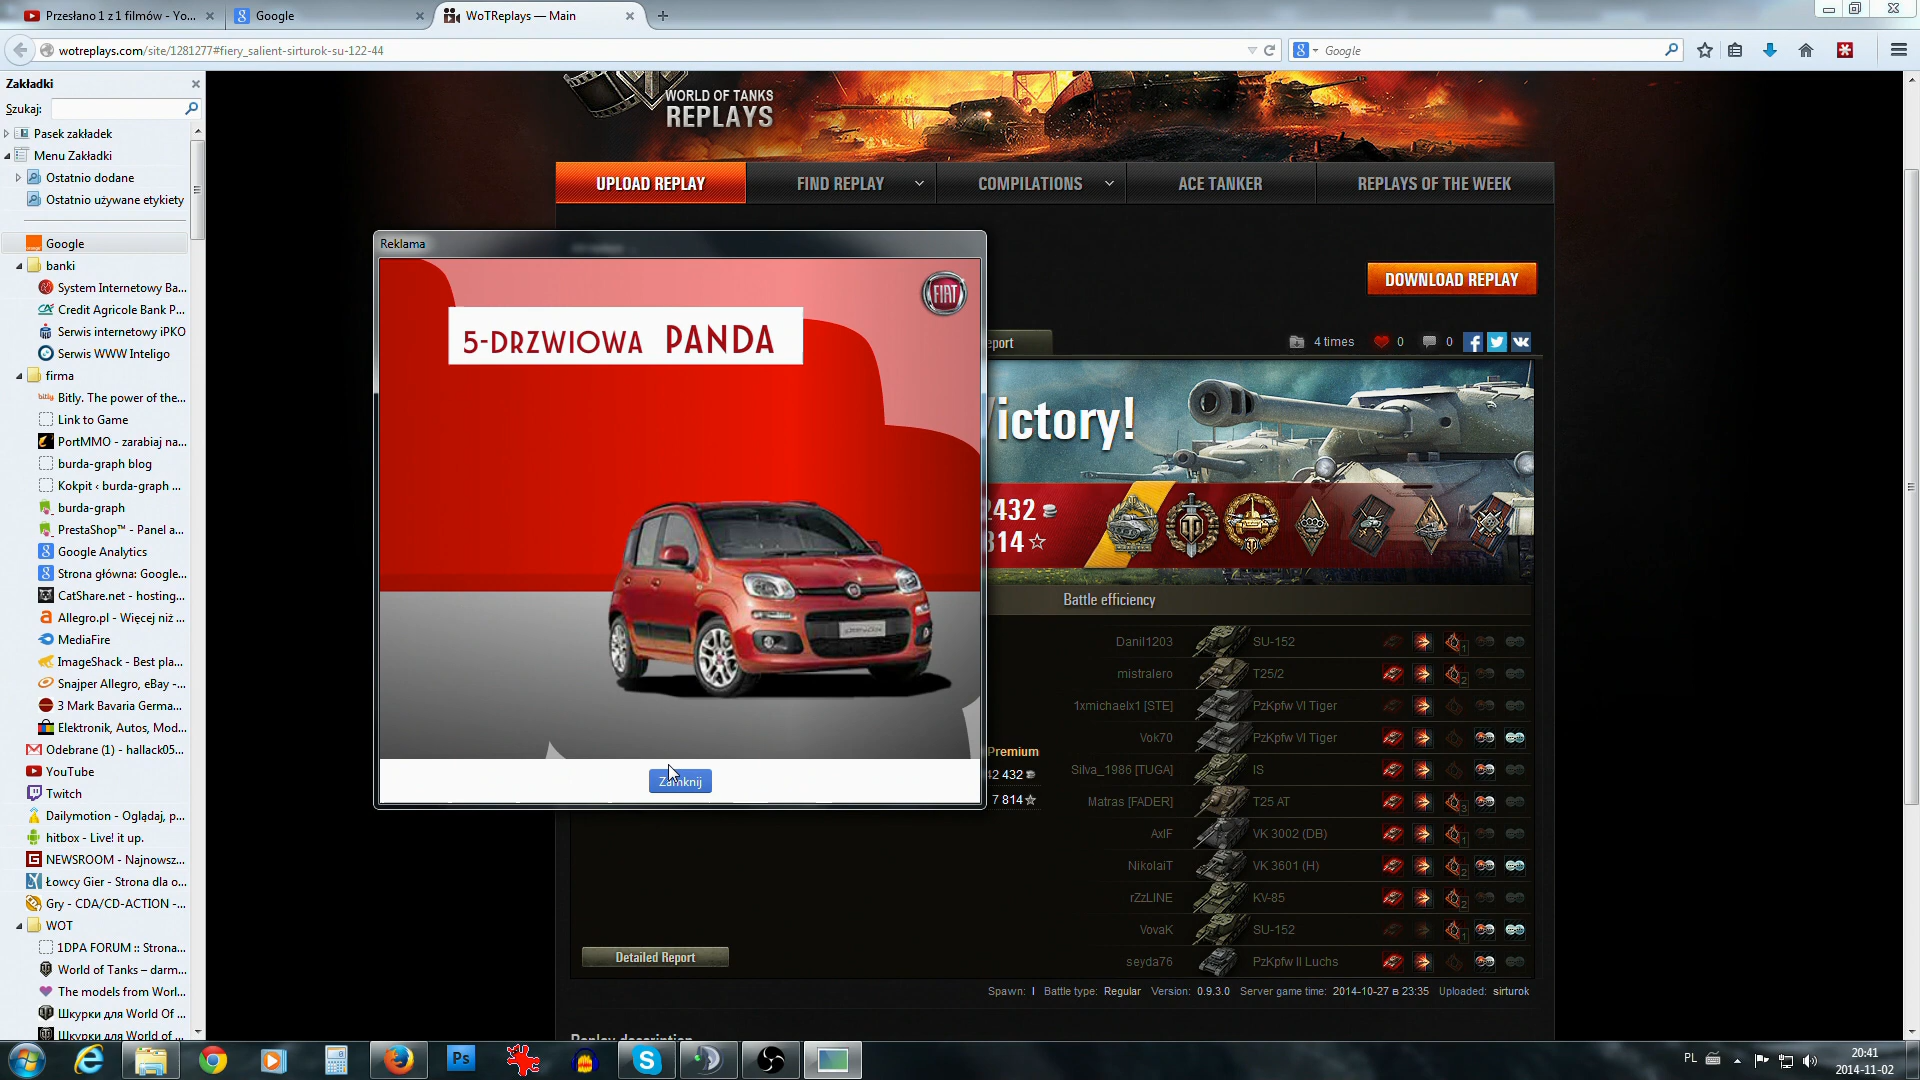 Przesłano 1 z 1 filmów - Yo...
Google
WoTReplays — Main
wotreplays.com/site/1281277#fiery_salient-sirturok-su-122-44
Google
Zakładki
Szukaj:
Pasek zakładek
Menu Zakładki
Ostatnio dodane
Ostatnio używane etykiety
Google
banki
System Internetowy Ba...
Credit Agricole Bank P...
Serwis internetowy iPKO
Serwis WWW Inteligo
firma
Bitly. The power of the...
Link to Game
PortMMO - zarabiaj na...
burda-graph blog
Kokpit ‹ burda-graph ...
burda-graph
PrestaShop™ - Panel a...
Google Analytics
Strona główna: Google...
CatShare.net - hosting...
Allegro.pl - Więcej niż ...
MediaFire
ImageShack - Best pla...
Snajper Allegro, eBay -...
3 Mark Bavaria Germa...
Elektronik, Autos, Mod...
Odebrane (1) - hallack05...
YouTube
Twitch
Dailymotion - Oglądaj, p...
hitbox - Live! it up.
NEWSROOM - Najnowsz...
Łowcy Gier - Strona dla o...
Gry - CDA/CD-ACTION -...
WOT
1DPA FORUM :: Strona...
World of Tanks – darm...
The models from Worl...
Шкурки для World Of ...
Шкурки для World of ...
WORLD OF TANKS
REPLAYS
UPLOAD REPLAY
FIND REPLAY
COMPILATIONS
ACE TANKER
REPLAYS OF THE WEEK
Reklama
FIAT
5-DRZWIOWA PANDA
Zamknij
DOWNLOAD REPLAY
eport
4 times
0
0
ictory!
2432
814
Battle efficiency
Danil1203 SU-152
mistralero T25/2
1xmichaelx1 [STE] PzKpfw VI Tiger
Vok70 PzKpfw VI Tiger
Silva_1986 [TUGA] IS
Matras [FADER] T25 AT
AxlF VK 3002 (DB)
NikolaiT VK 3601 (H)
rZzLINE KV-85
VovaK SU-152
seyda76 PzKpfw II Luchs
Premium
42 432
7 814
Detailed Report
Spawn: I Battle type: Regular Version: 0.9.3.0 Server game time: 2014-10-27 в 23:35 Uploaded: sirturok
Replay description
Ps
PL
20:41
2014-11-02